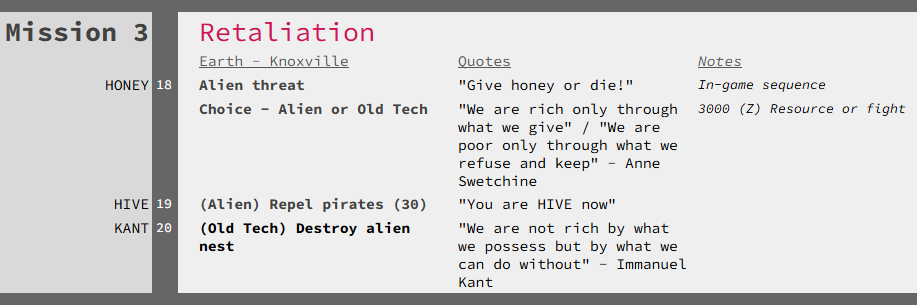 Mission 3 Retaliation
Earth - Knoxville Quotes Notes
HONEY 18 Alien threat "Give honey or die!" In-game sequence
Choice - Alien or Old Tech "We are rich only through 3000 (Z) Resource or fight
what we give" / "We are
poor only through what we
refuse and keep" - Anne
Swetchine
HIVE 19 (Alien) Repel pirates (30) "You are HIVE now"
KANT 20 (Old Tech) Destroy alien "We are not rich by what
nest we possess but by what we
can do without" - Immanuel
Kant